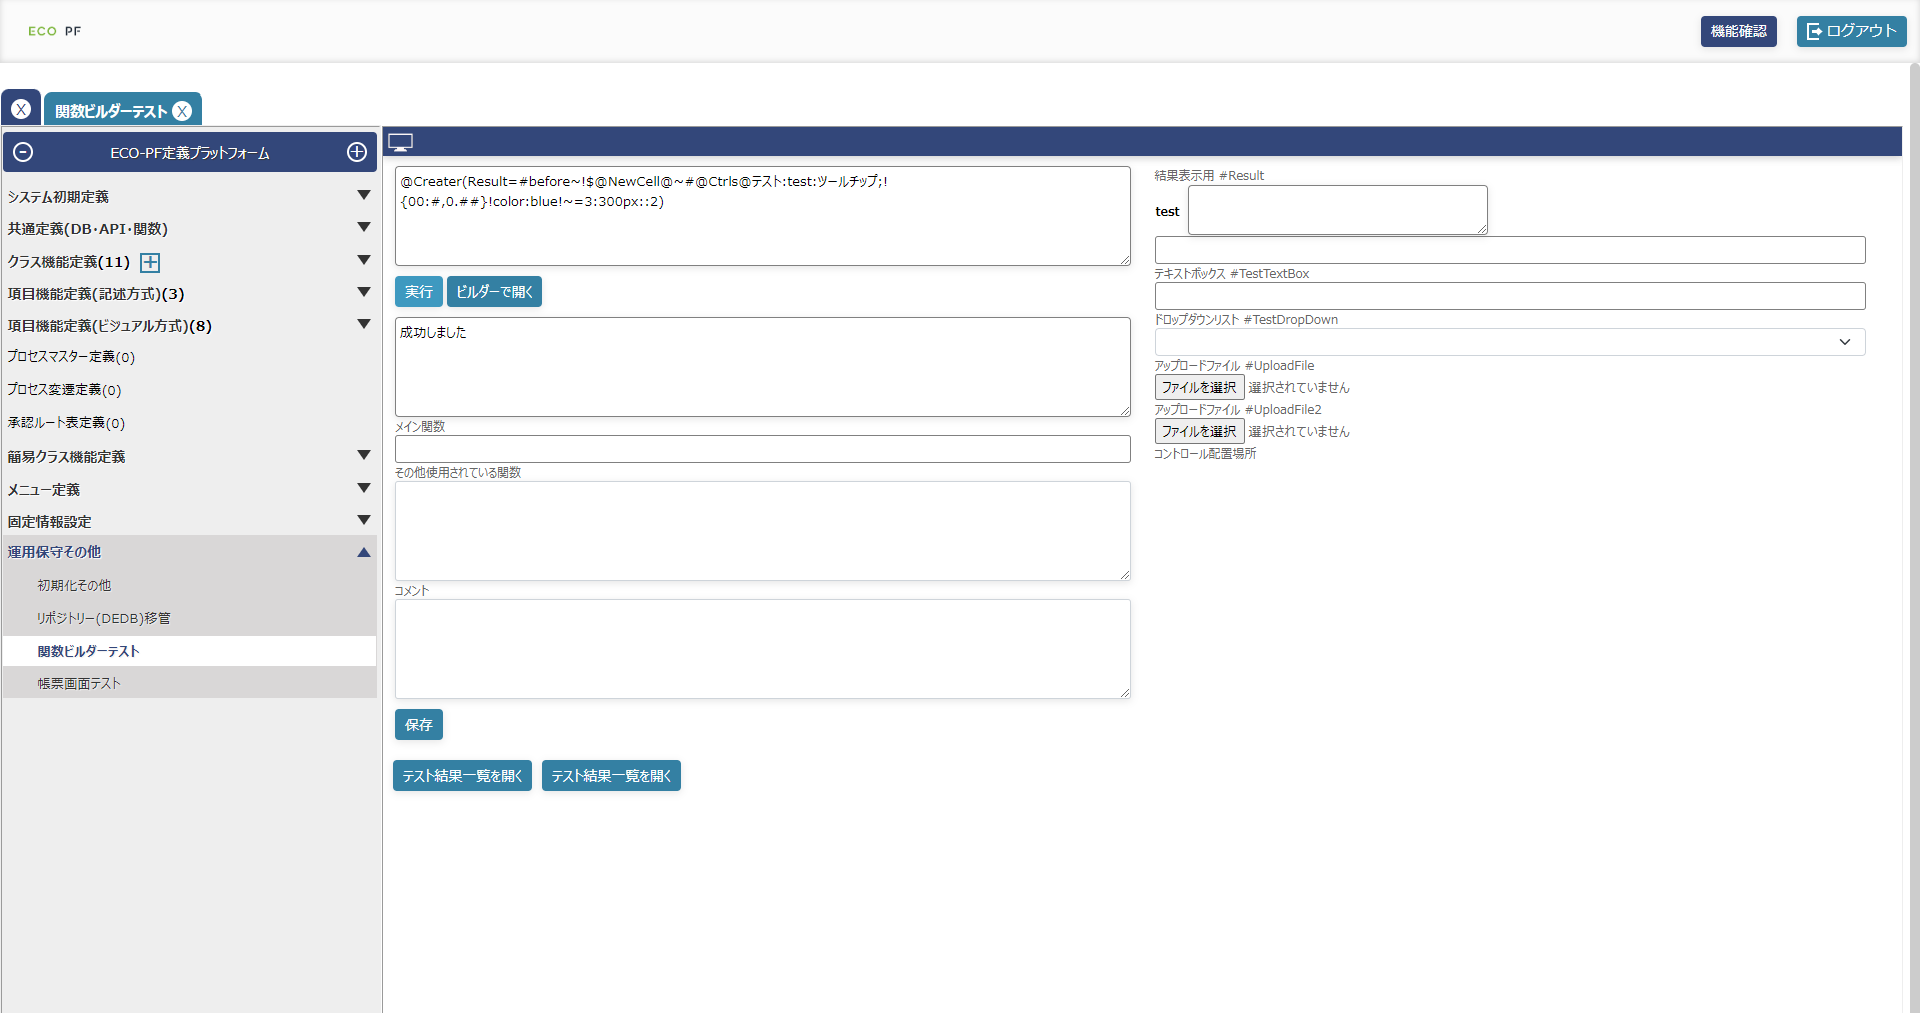 ECO PF
機能確認
ログアウト
X
関数ビルダーテスト X
ECO-PF定義プラットフォーム
システム初期定義
共通定義(DB・API・関数)
クラス機能定義(11)
項目機能定義(記述方式)(3)
項目機能定義(ビジュアル方式)(8)
プロセスマスター定義(0)
プロセス変遷定義(0)
承認ルート表定義(0)
簡易クラス機能定義
メニュー定義
固定情報設定
運用保守その他
初期化その他
リポジトリー(DEDB)移管
関数ビルダーテスト
帳票画面テスト
@Creater(Result=#before~!$@NewCell@~#@Ctrls@テスト:test:ツールチップ;!
{00:#,0.##}!color:blue!~=3:300px::2)
実行
ビルダーで開く
成功しました
メイン関数
その他使用されている関数
コメント
保存
テスト結果一覧を開く
テスト結果一覧を開く
結果表示用 #Result
test
テキストボックス #TestTextBox
ドロップダウンリスト #TestDropDown
アップロードファイル #UploadFile
ファイルを選択 選択されていません
アップロードファイル #UploadFile2
ファイルを選択 選択されていません
コントロール配置場所